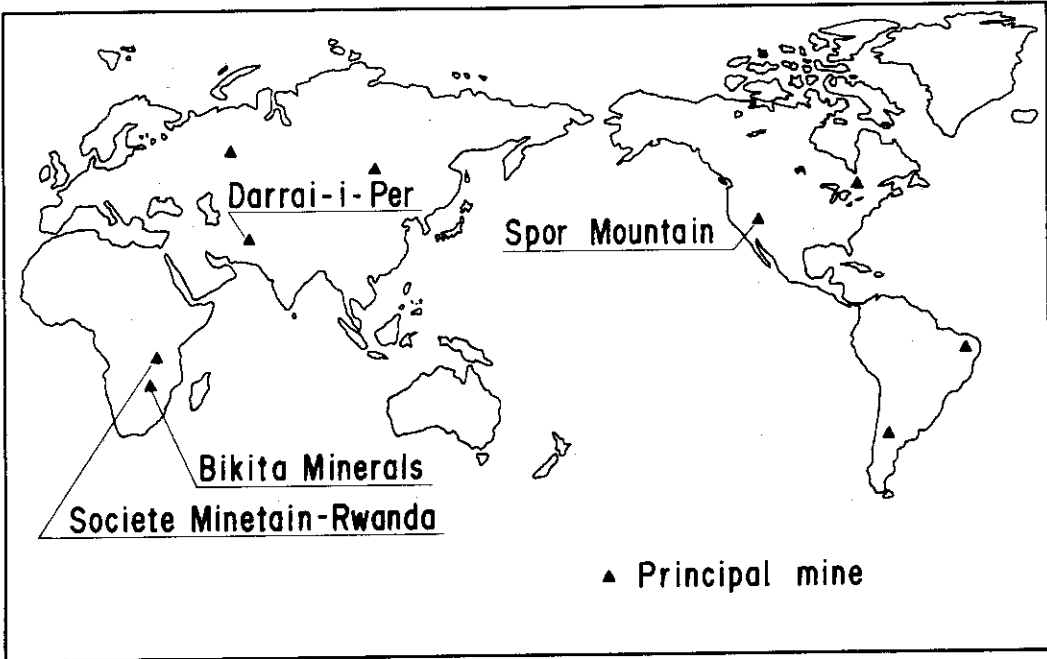 Darrai-i-Per
Spor Mountain
Bikita Minerals
Societe Minetain-Rwanda
▲ Principal mine